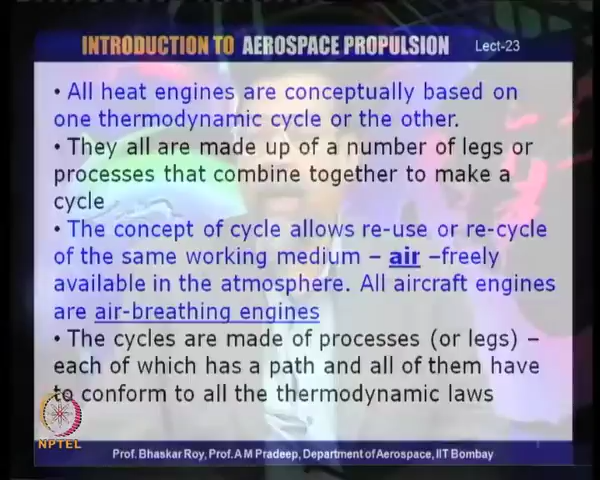 INTRODUCTION TO AEROSPACE PROPULSION Lect-23
• All heat engines are conceptually based on
one thermodynamic cycle or the other.
• They all are made up of a number of legs or
processes that combine together to make a
cycle
• The concept of cycle allows re-use or re-cycle
of the same working medium – air –freely
available in the atmosphere. All aircraft engines
are air-breathing engines
• The cycles are made of processes (or legs) –
each of which has a path and all of them have
to conform to all the thermodynamic laws
NPTEL
Prof. Bhaskar Roy, Prof. A M Pradeep, Department of Aerospace, IIT Bombay